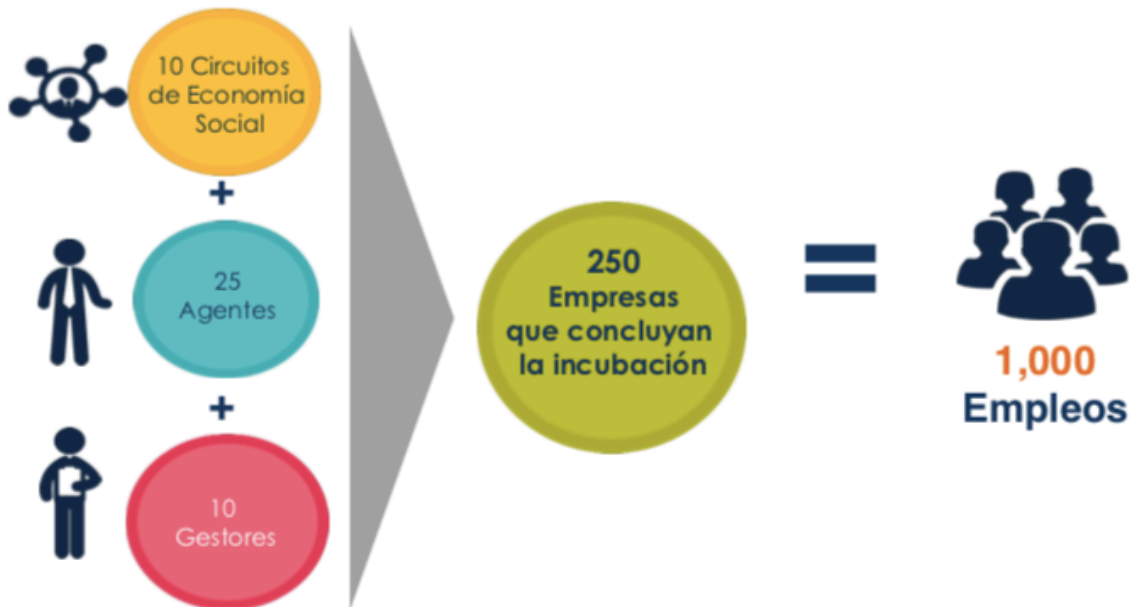 10 Circuitos
de Economía
Social
+
25
Agentes
+
10
Gestores
250
Empresas
que concluyan
la incubación
=
1,000
Empleos